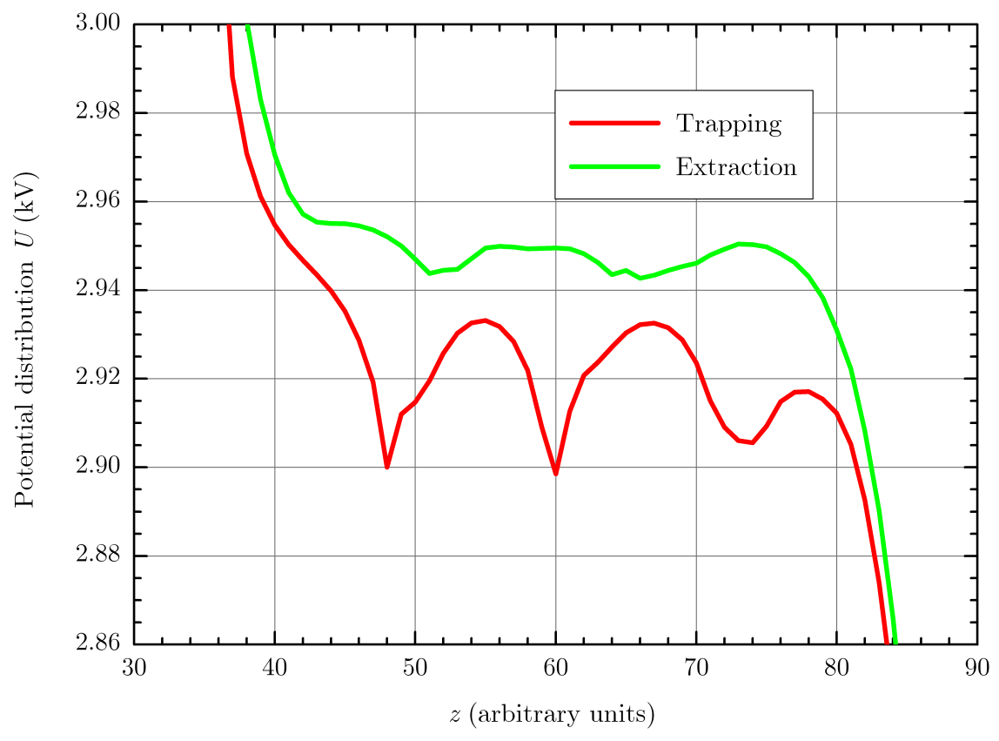 3.00
2.98
2.96
2.94
2.92
2.90
2.88
2.86
30 40 50 60 70 80 90
Potential distribution U (kV)
z (arbitrary units)
Trapping
Extraction